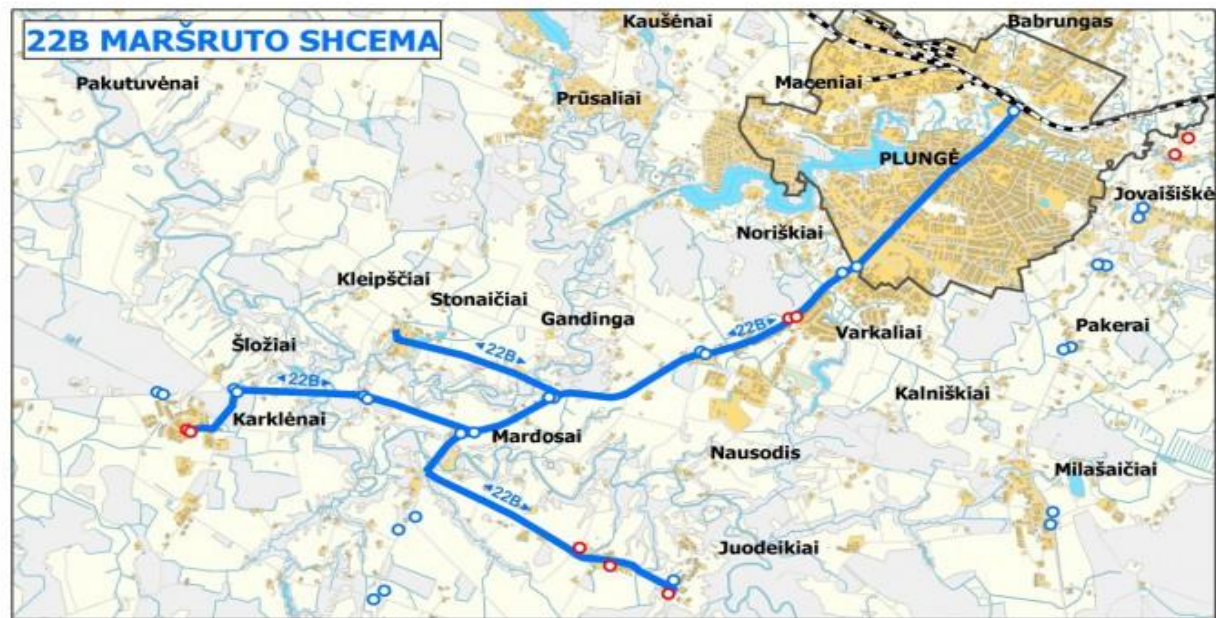 22B MARŠRUTO SHCEMA
Kaušėnai
Babrungas
Pakutuvėnai
Prūsaliai
Maceniai
PLUNGĖ
Jovaišiškė
Noriškiai
Kleipščiai
Stonaičiai
Gandinga
22B
Varkaliai
Pakerai
Šložiai
22B
22B
Kalniškiai
Karklėnai
Mardosai
Nausodis
Milašaičiai
22B
Juodeikiai